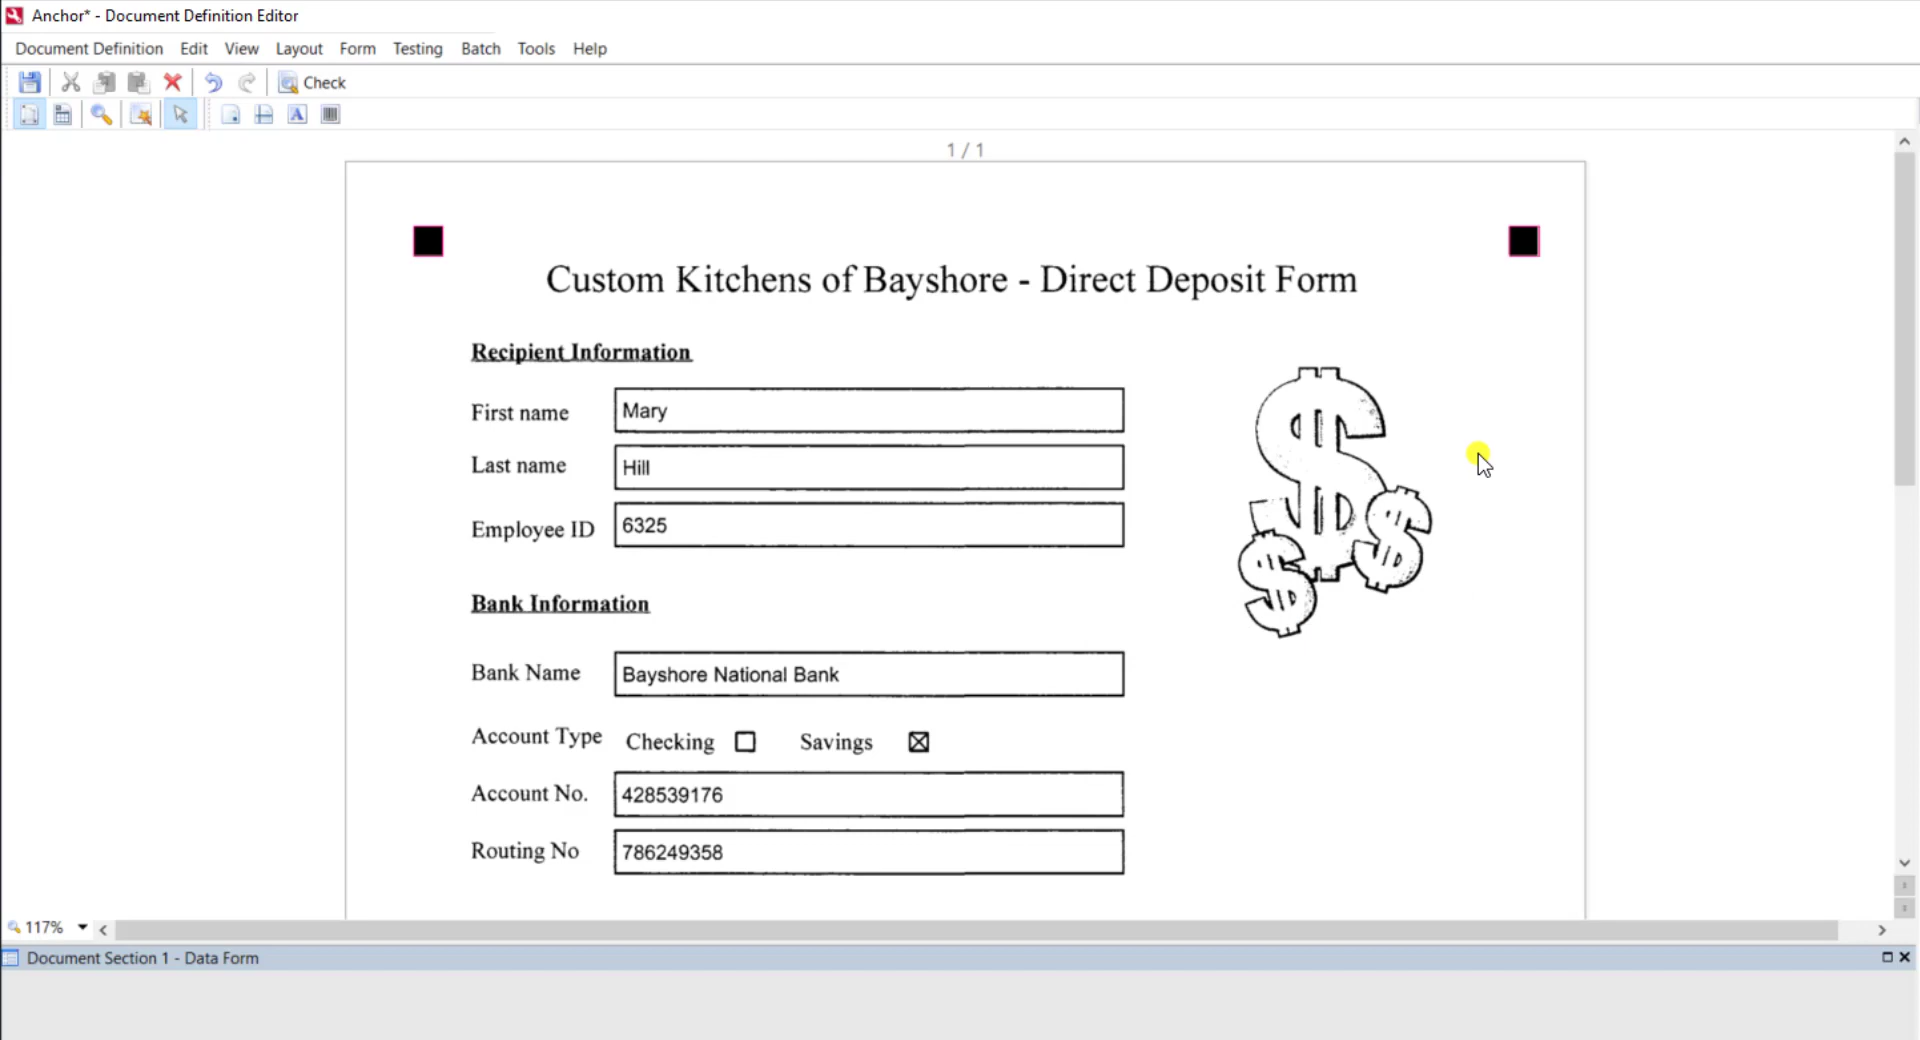 Anchor* - Document Definition Editor
Document Definition Edit View Layout Form Testing Batch Tools Help
Check
1 / 1
Custom Kitchens of Bayshore - Direct Deposit Form
Recipient Information
First name Mary
Last name Hill
Employee ID 6325
Bank Information
Bank Name Bayshore National Bank
Account Type Checking Savings
Account No. 428539176
Routing No 786249358
117%
Document Section 1 - Data Form